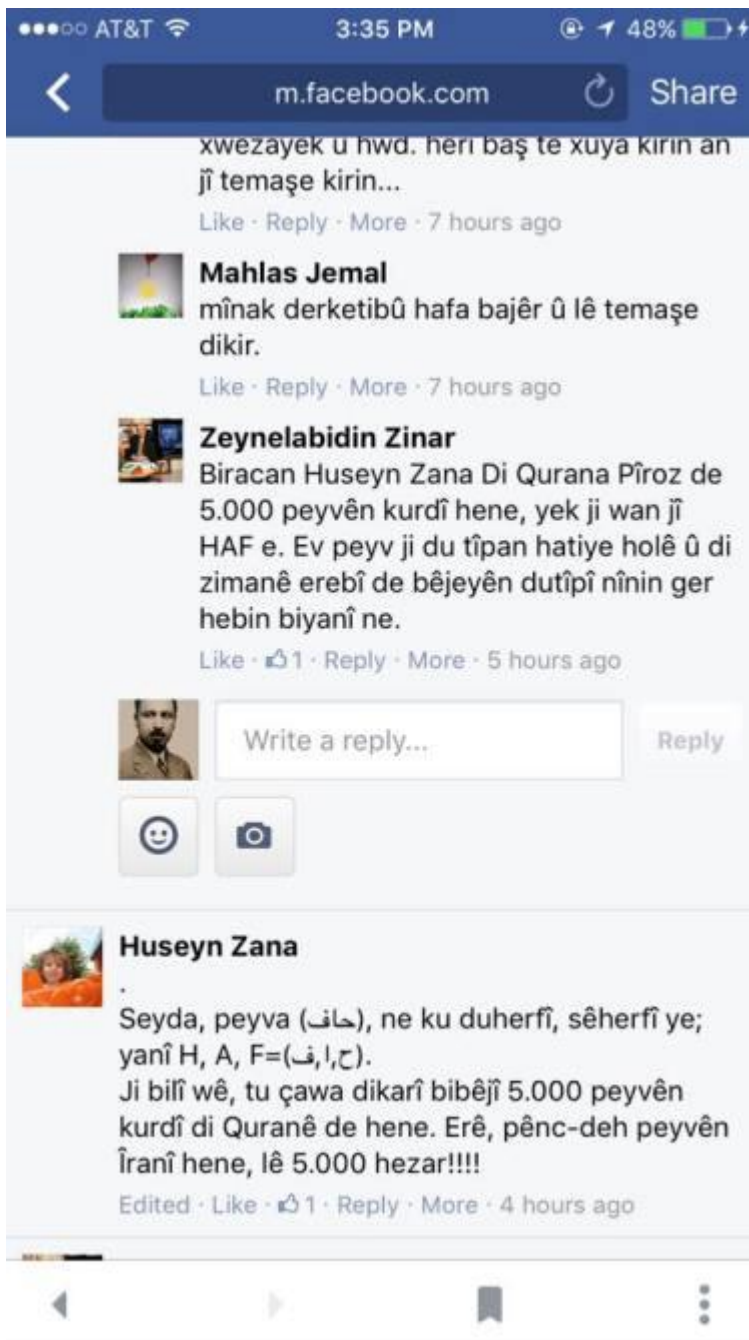 AT&T 3:35 PM 48%
m.facebook.com Share
xwezayek û hwd. herî baş te xuya kirin an
jî temaşe kirin...
Like · Reply · More · 7 hours ago
Mahlas Jemal
mînak derketibû hafa bajêr û lê temaşe
dikir.
Like · Reply · More · 7 hours ago
Zeynelabidin Zinar
Biracan Huseyn Zana Di Qurana Pîroz de
5.000 peyvên kurdî hene, yek ji wan jî
HAF e. Ev peyv ji du tîpan hatiye holê û di
zimanê erebî de bêjeyên dutîpî nînin ger
hebin biyanî ne.
Like · 1 · Reply · More · 5 hours ago
Write a reply... Reply
Huseyn Zana
.
Seyda, peyva (حاف), ne ku duherfî, sêherfî ye;
yanî H, A, F=(ح,ا,ف).
Ji bilî wê, tu çawa dikarî bibêjî 5.000 peyvên
kurdî di Quranê de hene. Erê, pênc-deh peyvên
Îranî hene, lê 5.000 hezar!!!!
Edited · Like · 1 · Reply · More · 4 hours ago